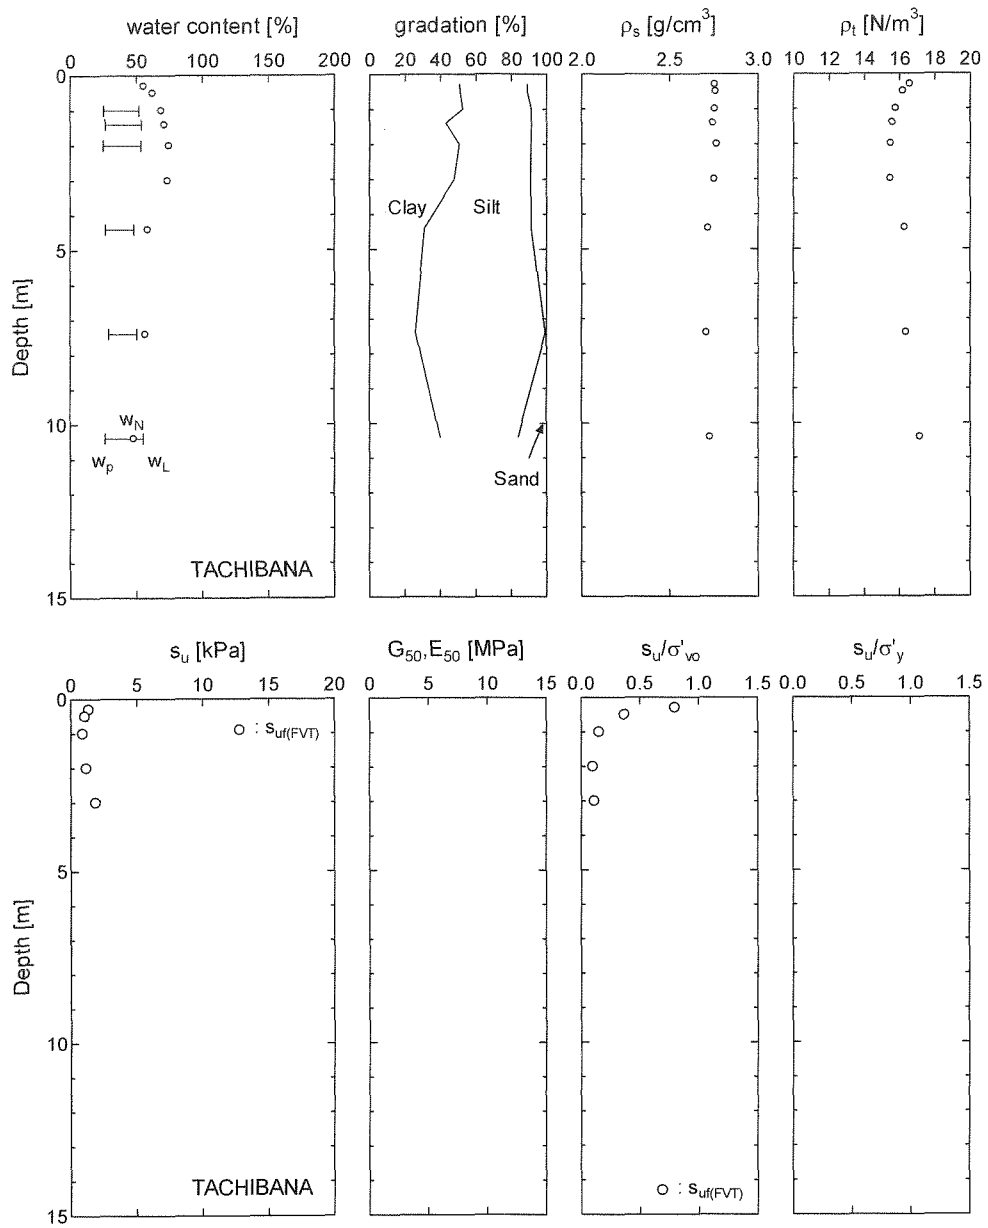 water content [%]
gradation [%]
ρs [g/cm³]
ρt [N/m³]
0 50 100 150 200
0 20 40 60 80 100
2.0 2.5 3.0
10 12 14 16 18 20
0
5
10
15
Depth [m]
Clay
Silt
Sand
wN
wp
wL
TACHIBANA
su [kPa]
G50,E50 [MPa]
su/σ'vo
su/σ'y
0 5 10 15 20
0 5 10 15
0.0 0.5 1.0 1.5
0.0 0.5 1.0 1.5
0
5
10
15
Depth [m]
: suf(FVT)
: suf(FVT)
TACHIBANA